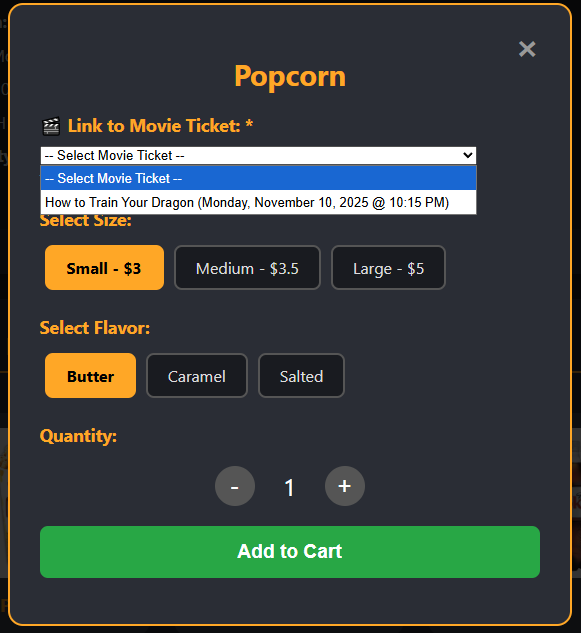 ×
Popcorn
🎬 Link to Movie Ticket: *
-- Select Movie Ticket --
-- Select Movie Ticket --
How to Train Your Dragon (Monday, November 10, 2025 @ 10:15 PM)
Select Size:
Small - $3 Medium - $3.5 Large - $5
Select Flavor:
Butter Caramel Salted
Quantity:
- 1 +
Add to Cart